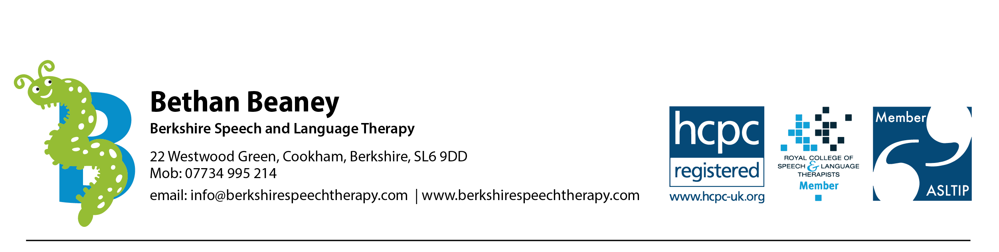 B
Bethan Beaney
Berkshire Speech and Language Therapy
22 Westwood Green, Cookham, Berkshire, SL6 9DD
Mob: 07734 995 214
email: info@berkshirespeechtherapy.com | www.berkshirespeechtherapy.com
hcpc
registered
www.hcpc-uk.org
ROYAL COLLEGE OF
SPEECH & LANGUAGE
THERAPISTS
Member
Member
ASLTIP